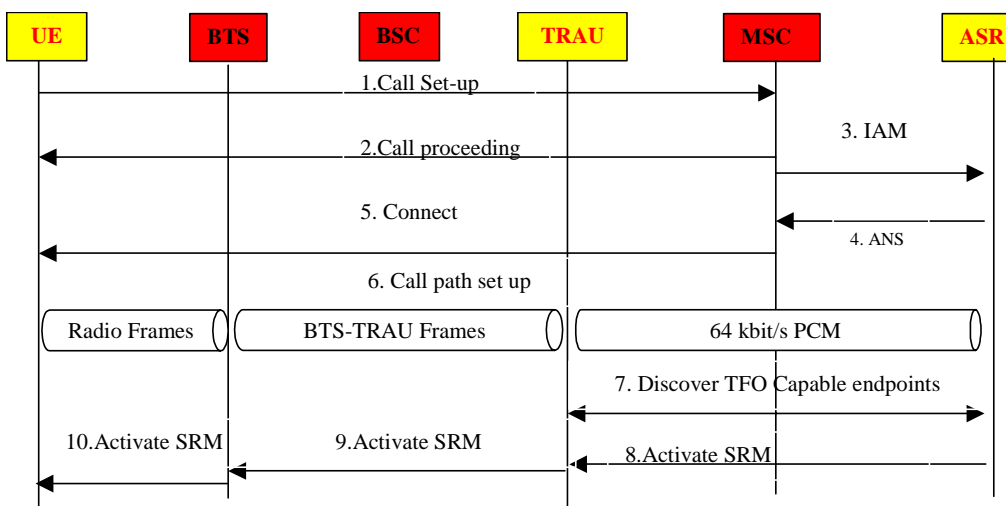 UE BTS BSC TRAU MSC ASR
1.Call Set-up
3. IAM
2.Call proceeding
5. Connect
4. ANS
6. Call path set up
Radio Frames BTS-TRAU Frames 64 kbit/s PCM
7. Discover TFO Capable endpoints
10.Activate SRM 9.Activate SRM 8.Activate SRM